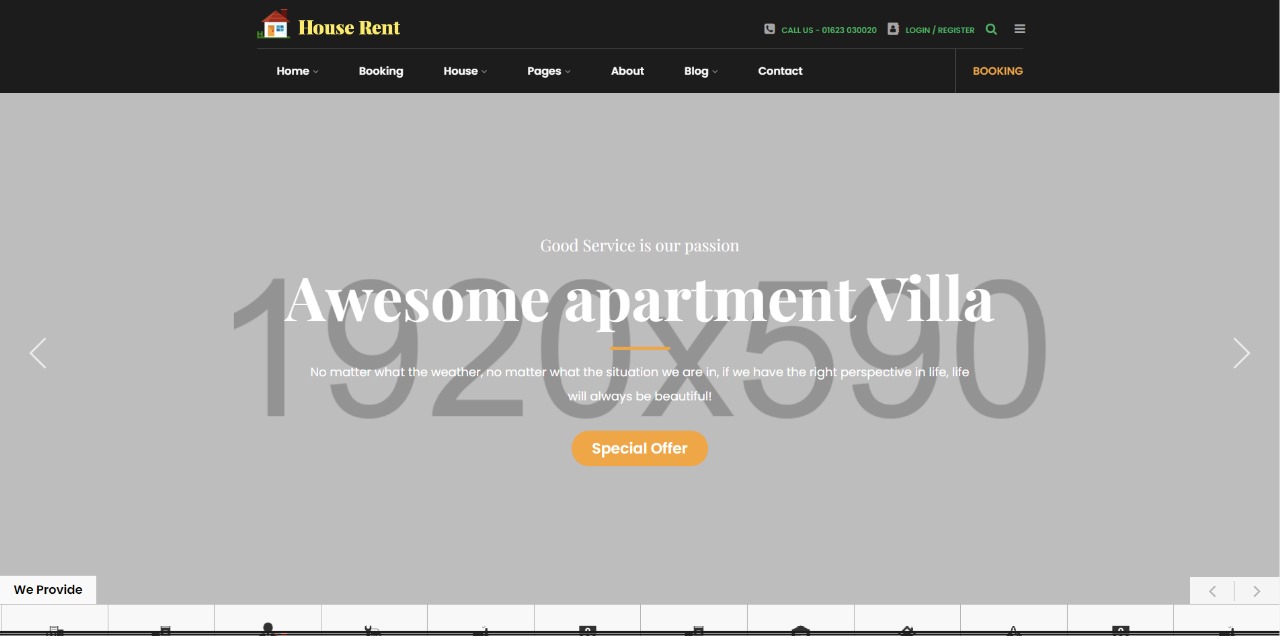 House Rent
CALL US - 01623 030020
LOGIN / REGISTER
Home
Booking
House
Pages
About
Blog
Contact
BOOKING
Good Service is our passion
Awesome apartment Villa
1920x590
No matter what the weather, no matter what the situation we are in, if we have the right perspective in life, life
will always be beautiful!
Special Offer
We Provide